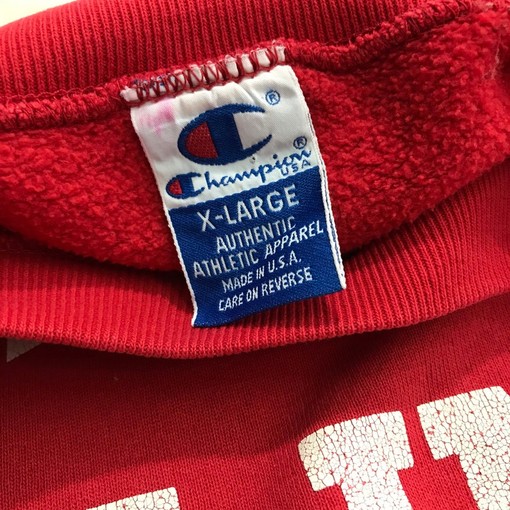 ®
Champion®
USA
X-LARGE
AUTHENTIC
ATHLETIC APPAREL
MADE IN U.S.A.
CARE ON REVERSE